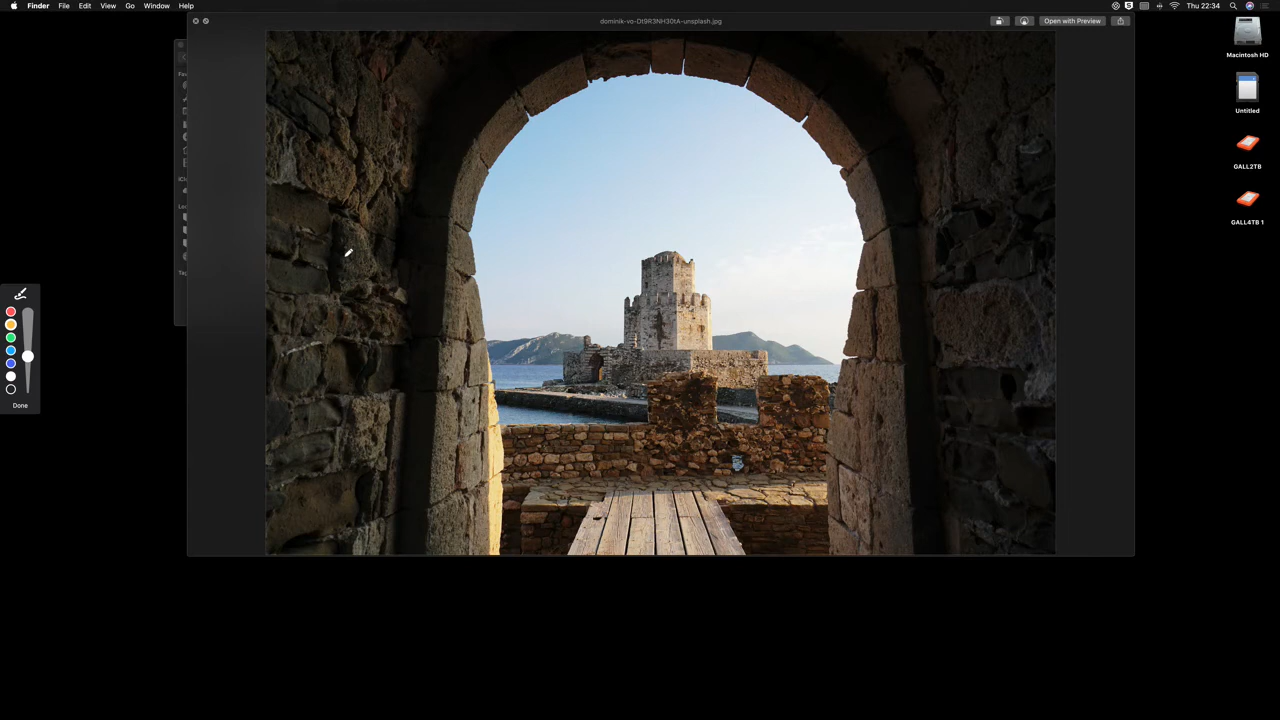 Finder File Edit View Go Window Help
Thu 22:34
dominik-vo-Dt9R3NH30tA-unsplash.jpg
Open with Preview
Macintosh HD
Untitled
GALL2TB
GALL4TB 1
Done